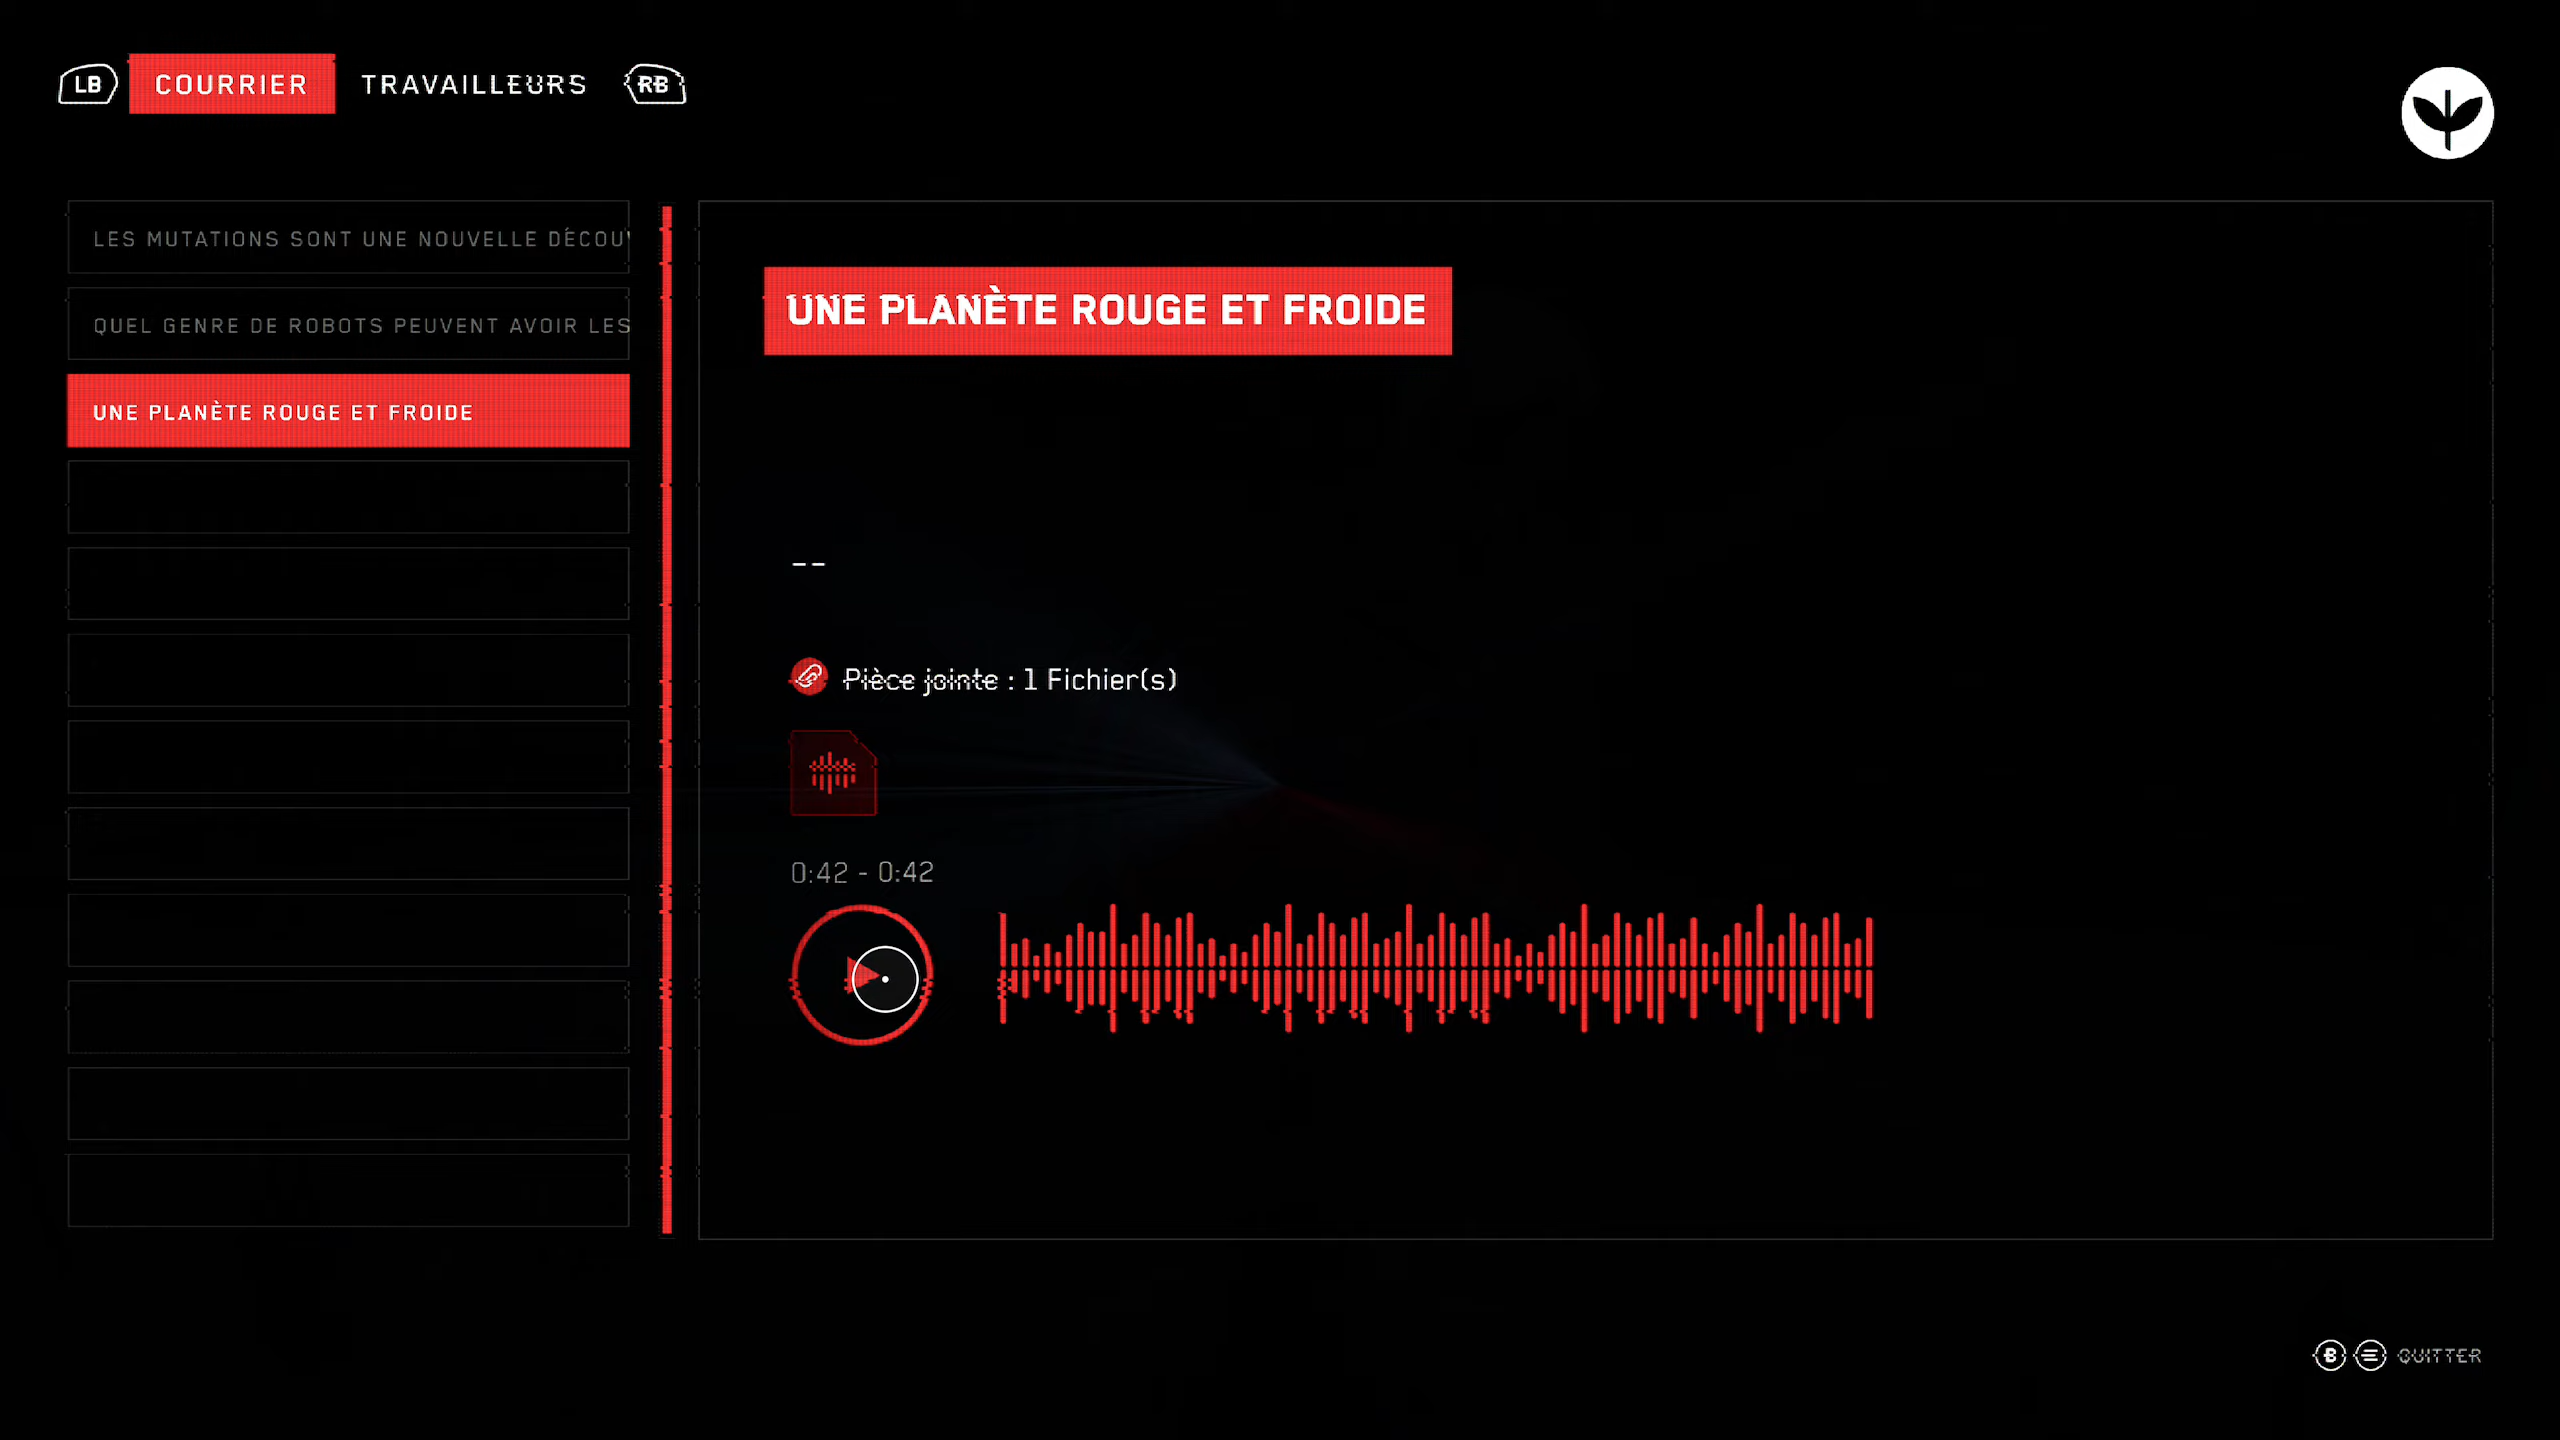 LB COURRIER TRAVAILLEURS RB
LES MUTATIONS SONT UNE NOUVELLE DÉCOU
QUEL GENRE DE ROBOTS PEUVENT AVOIR LES
UNE PLANÈTE ROUGE ET FROIDE
UNE PLANÈTE ROUGE ET FROIDE
--
Pièce jointe : 1 Fichier(s)
0:42 - 0:42
B QUITTER